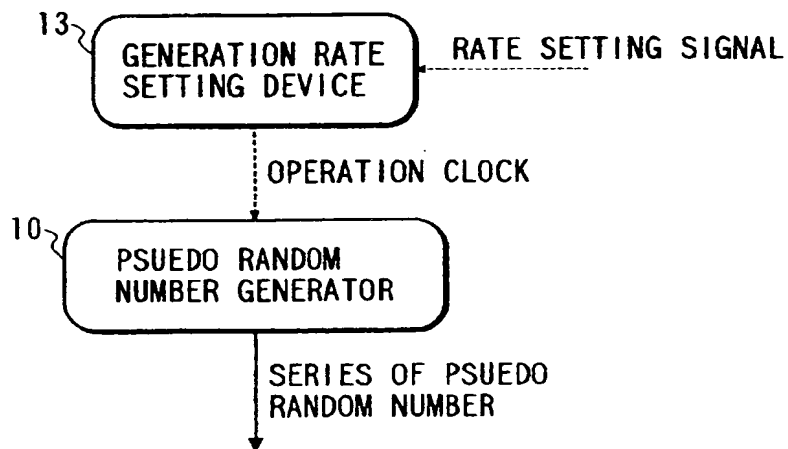 13
GENERATION RATE
SETTING DEVICE
RATE SETTING SIGNAL
OPERATION CLOCK
10
PSUEDO RANDOM
NUMBER GENERATOR
SERIES OF PSUEDO
RANDOM NUMBER